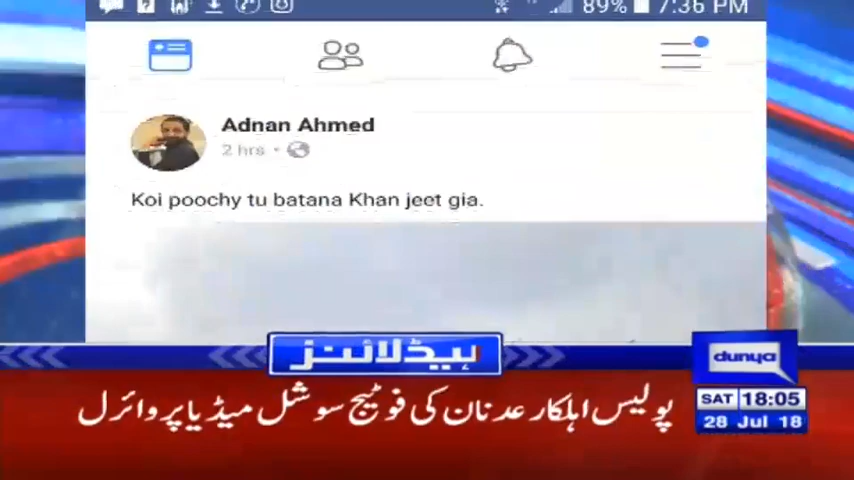 89% 7:36 PM
Adnan Ahmed
2 hrs
Koi poochy tu batana Khan jeet gia.
ہیڈلائنز
dunya
پولیس اہلکار عدنان کی فوٹیج سوشل میڈیا پر وائرل
SAT 18:05
28 Jul 18